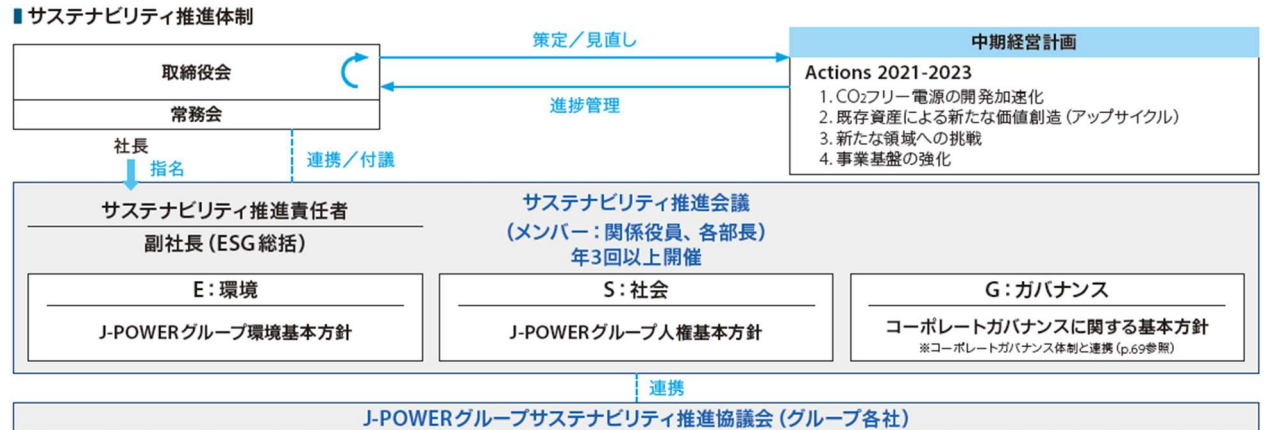 サステナビリティ推進体制
取締役会
常務会
策定／見直し
進捗管理
中期経営計画
Actions 2021-2023
1. CO₂フリー電源の開発加速化
2. 既存資産による新たな価値創造（アップサイクル）
3. 新たな領域への挑戦
4. 事業基盤の強化
社長
指名
連携／付議
サステナビリティ推進責任者
副社長（ESG総括）
サステナビリティ推進会議
（メンバー：関係役員、各部長）
年3回以上開催
E：環境
J-POWERグループ環境基本方針
S：社会
J-POWERグループ人権基本方針
G：ガバナンス
コーポレートガバナンスに関する基本方針
※コーポレートガバナンス体制と連携（p.69参照）
連携
J-POWERグループサステナビリティ推進協議会（グループ各社）